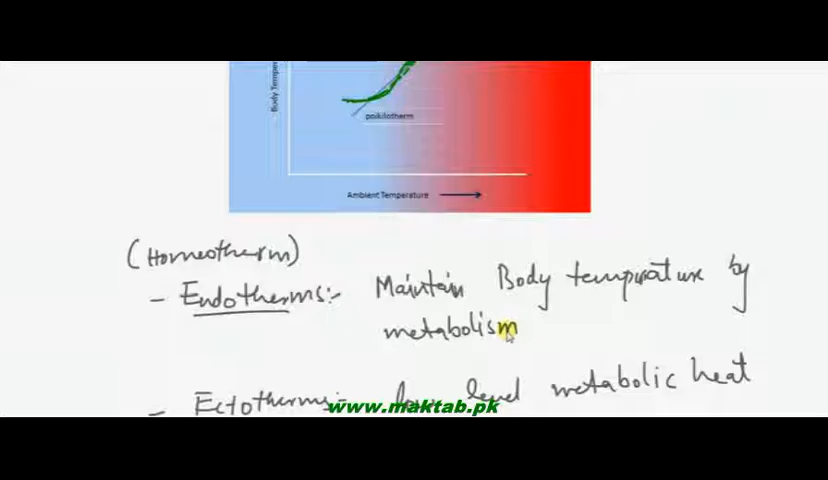 Body Temper
poikilotherm
Ambient Temperature
(Homeotherm)
- Endotherms:- Maintain Body temperature by
metabolism
- Ectotherms:- low level metabolic heat
www.maktab.pk